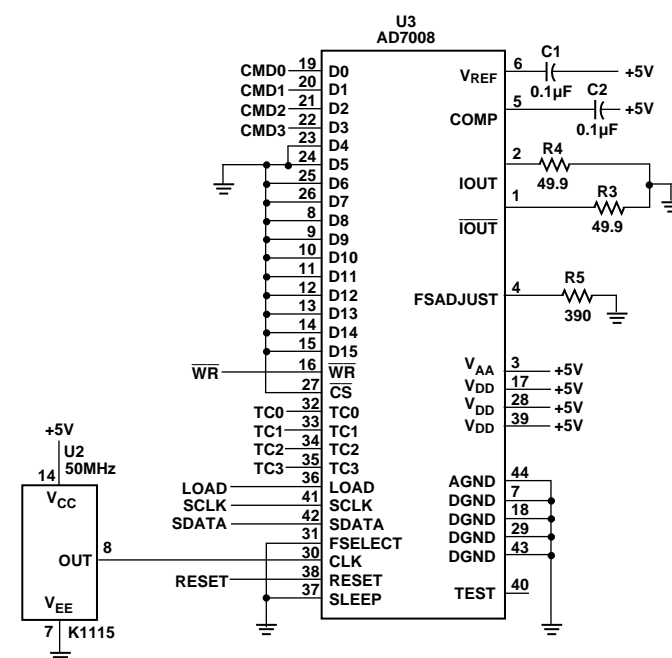 U3
AD7008
CMD0 19 D0
CMD1 20 D1
CMD2 21 D2
CMD3 22 D3
23 D4
24 D5
25 D6
26 D7
8 D8
9 D9
10 D10
11 D11
12 D12
13 D13
14 D14
15 D15
WR 16 WR
27 CS
TC0 32 TC0
TC1 33 TC1
TC2 34 TC2
TC3 35 TC3
LOAD 36 LOAD
SCLK 41 SCLK
SDATA 42 SDATA
31 FSELECT
30 CLK
RESET 38 RESET
37 SLEEP
VREF 6 C1 0.1µF +5V
COMP 5 C2 0.1µF +5V
IOUT 2 R4 49.9
IOUT 1 R3 49.9
FSADJUST 4 R5 390
VAA 3 +5V
VDD 17 +5V
VDD 28 +5V
VDD 39 +5V
AGND 44
DGND 7
DGND 18
DGND 29
DGND 43
TEST 40
+5V
U2
50MHz
14
VCC
OUT 8
VEE
7 K1115